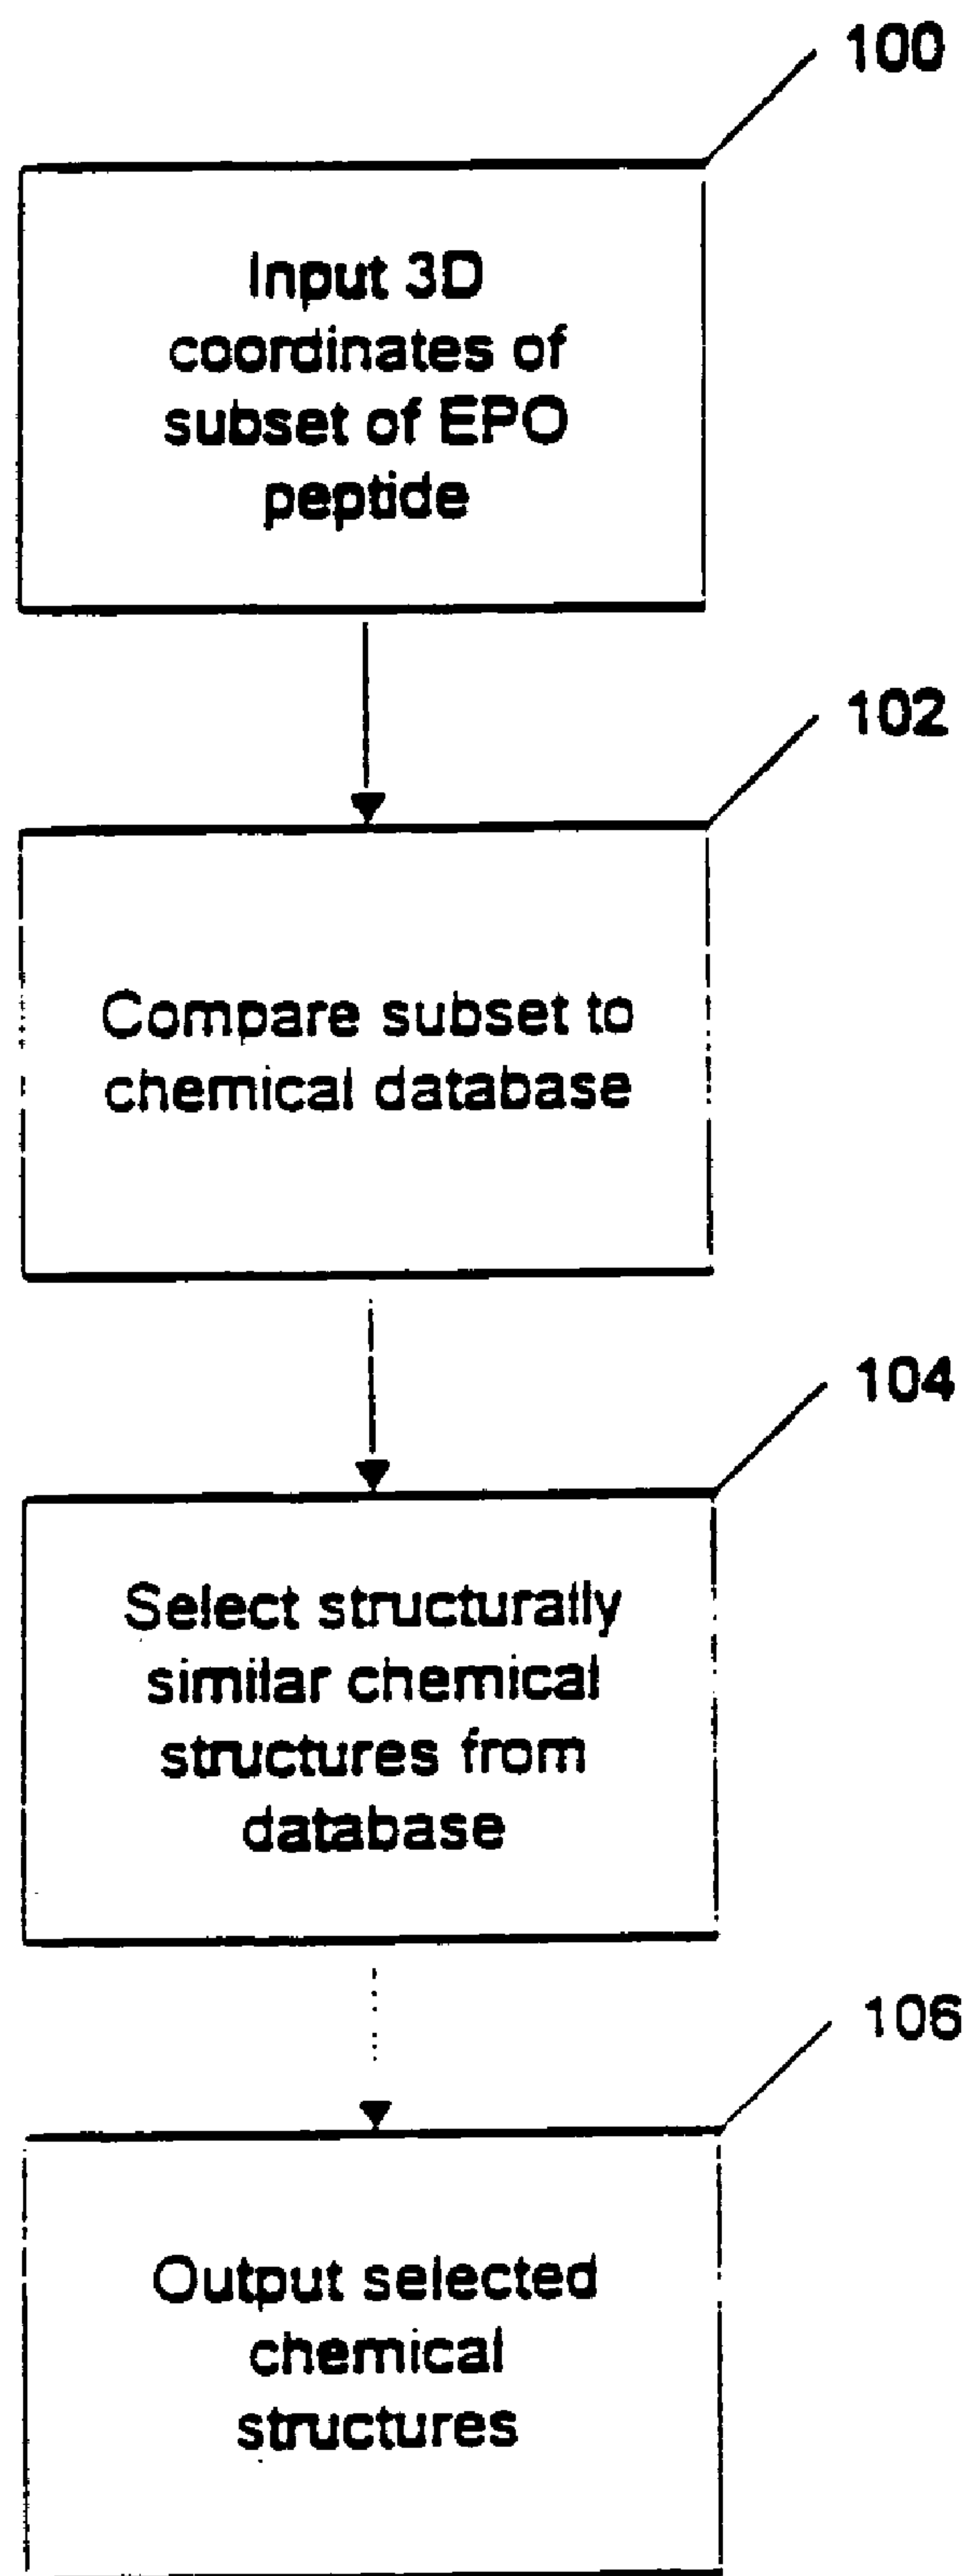 100
Input 3D
coordinates of
subset of EPO
peptide
102
Compare subset to
chemical database
104
Select structurally
similar chemical
structures from
database
106
Output selected
chemical
structures